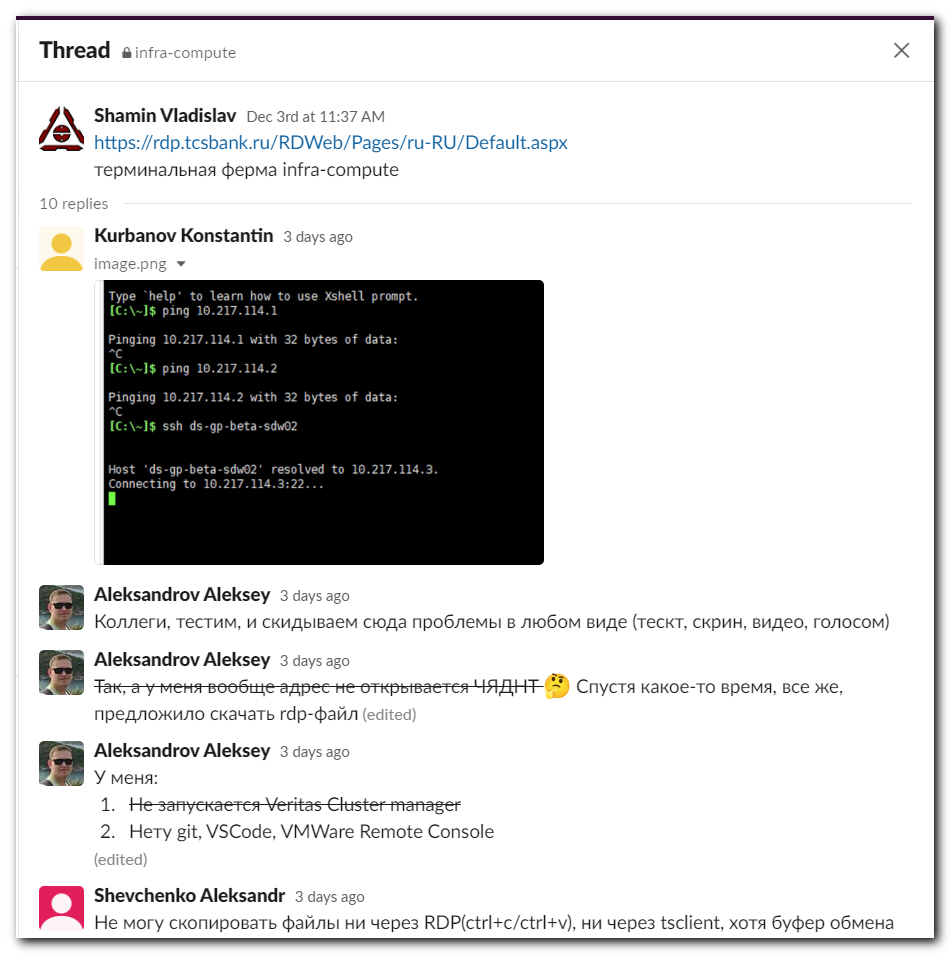 Thread infra-compute
Shamin Vladislav Dec 3rd at 11:37 AM
https://rdp.tcsbank.ru/RDWeb/Pages/ru-RU/Default.aspx
терминальная ферма infra-compute
10 replies
Kurbanov Konstantin 3 days ago
image.png
Type `help' to learn how to use Xshell prompt.
[C:\~]$ ping 10.217.114.1
Pinging 10.217.114.1 with 32 bytes of data:
^C
[C:\~]$ ping 10.217.114.2
Pinging 10.217.114.2 with 32 bytes of data:
^C
[C:\~]$ ssh ds-gp-beta-sdw02
Host 'ds-gp-beta-sdw02' resolved to 10.217.114.3.
Connecting to 10.217.114.3:22...
Aleksandrov Aleksey 3 days ago
Коллеги, тестим, и скидываем сюда проблемы в любом виде (тескт, скрин, видео, голосом)
Aleksandrov Aleksey 3 days ago
Так, а у меня вообще адрес не открывается ЧЯДНТ 🤔 Спустя какое-то время, все же,
предложило скачать rdp-файл (edited)
Aleksandrov Aleksey 3 days ago
У меня:
1. Не запускается Veritas Cluster manager
2. Нету git, VSCode, VMWare Remote Console
(edited)
Shevchenko Aleksandr 3 days ago
Не могу скопировать файлы ни через RDP(ctrl+c/ctrl+v), ни через tsclient, хотя буфер обмена